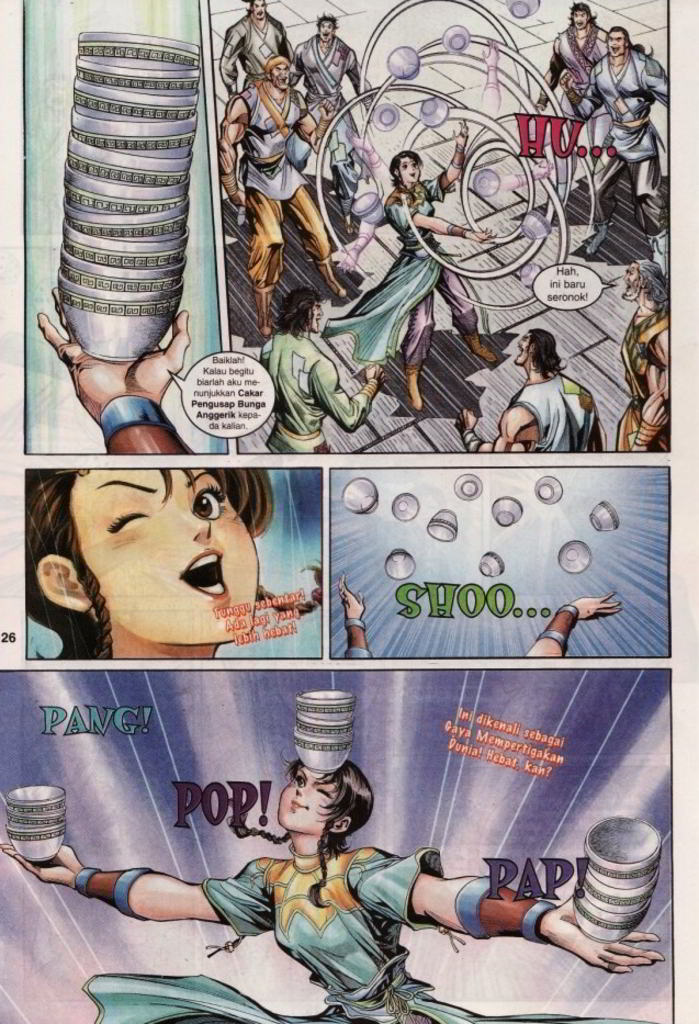 Baiklah!
Kalau begitu
biarlah aku me-
nunjukkan Cakar
Pengusap Bunga
Anggerik kepa-
da kalian.
HU...
Hah,
ini baru
seronok!
Tunggu sebentar!
Ada lagi yang
lebih hebat!
SHOO...
26
PANG!
POP!
Ini dikenali sebagai
Gaya Mempertigakan
Dunia! Hebat, kan?
PAP!